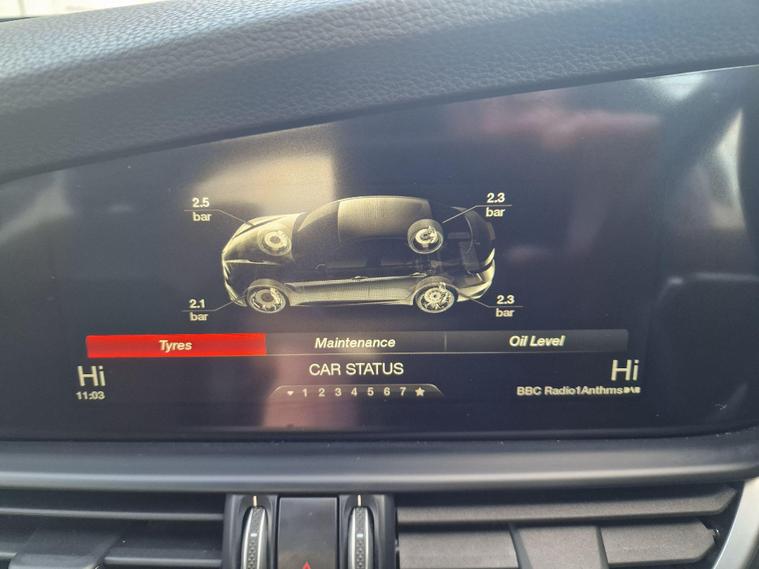 2.5
bar
2.3
bar
2.1
bar
2.3
bar
Tyres Maintenance Oil Level
Hi CAR STATUS Hi
11:03 1 2 3 4 5 6 7 BBC Radio1Anthms